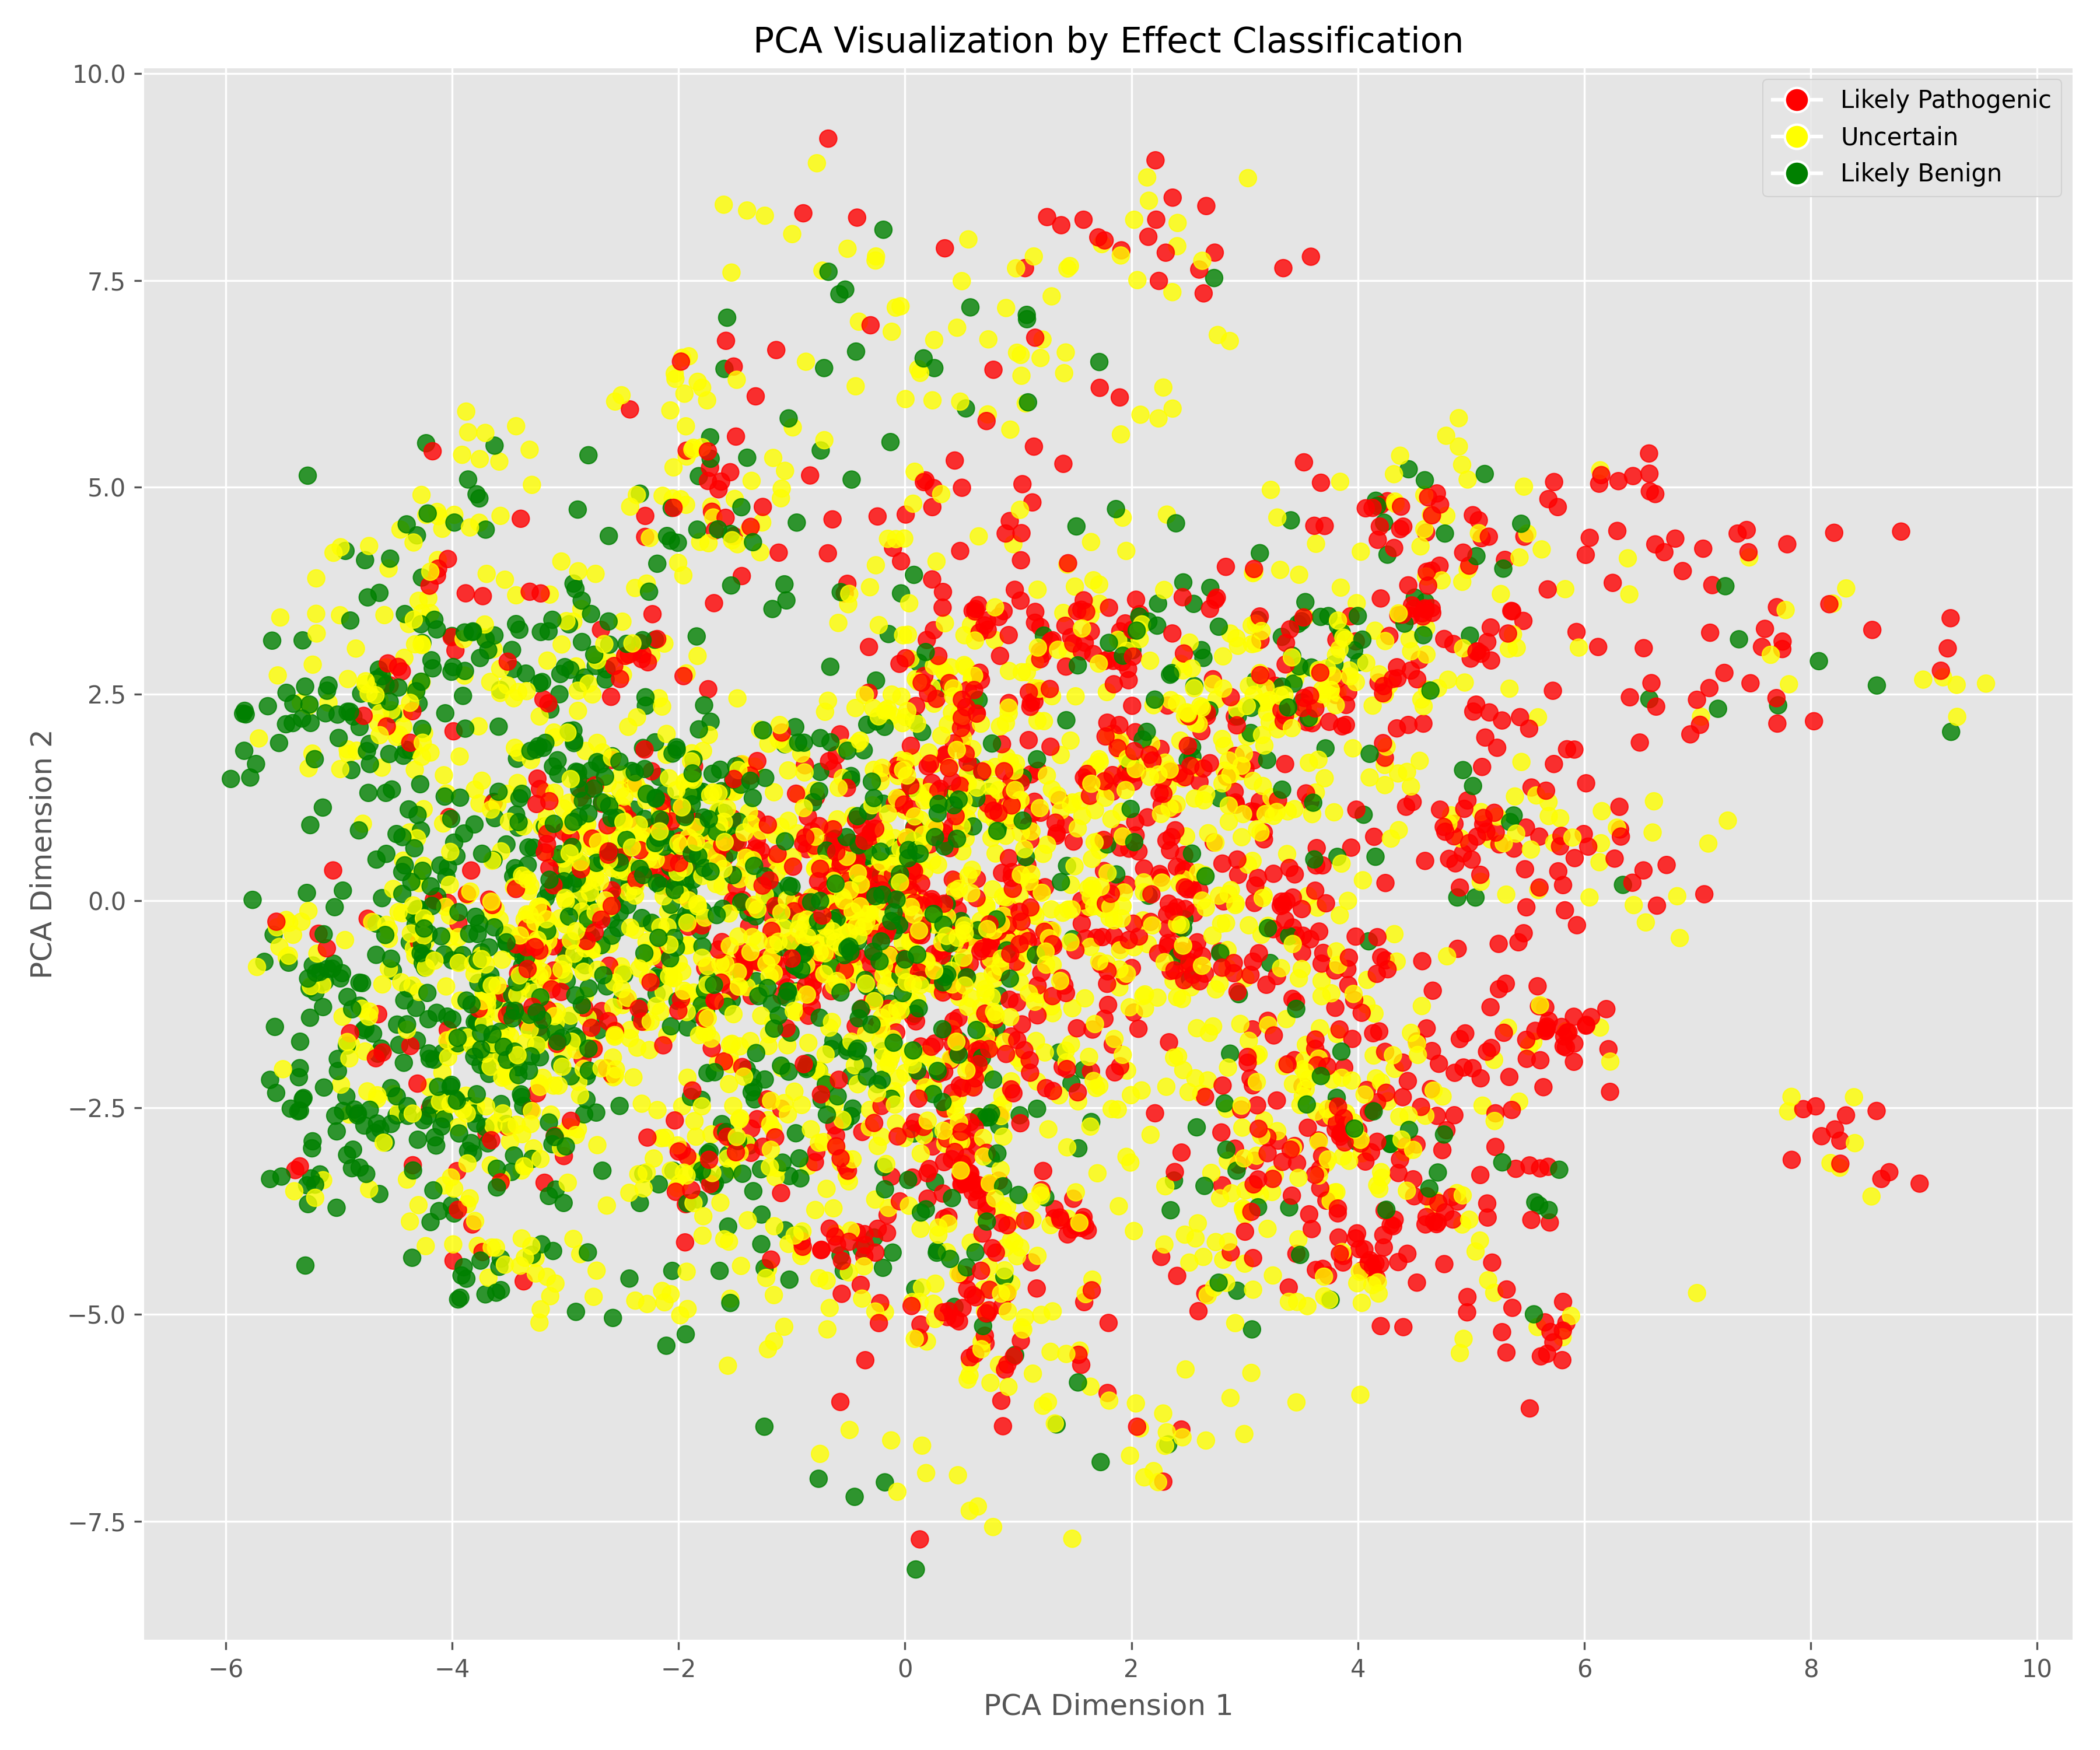 PCA Visualization by Effect Classification
10.0
7.5
5.0
2.5
0.0
−2.5
−5.0
−7.5
PCA Dimension 2
Likely Pathogenic
Uncertain
Likely Benign
−6 −4 −2 0 2 4 6 8 10
PCA Dimension 1